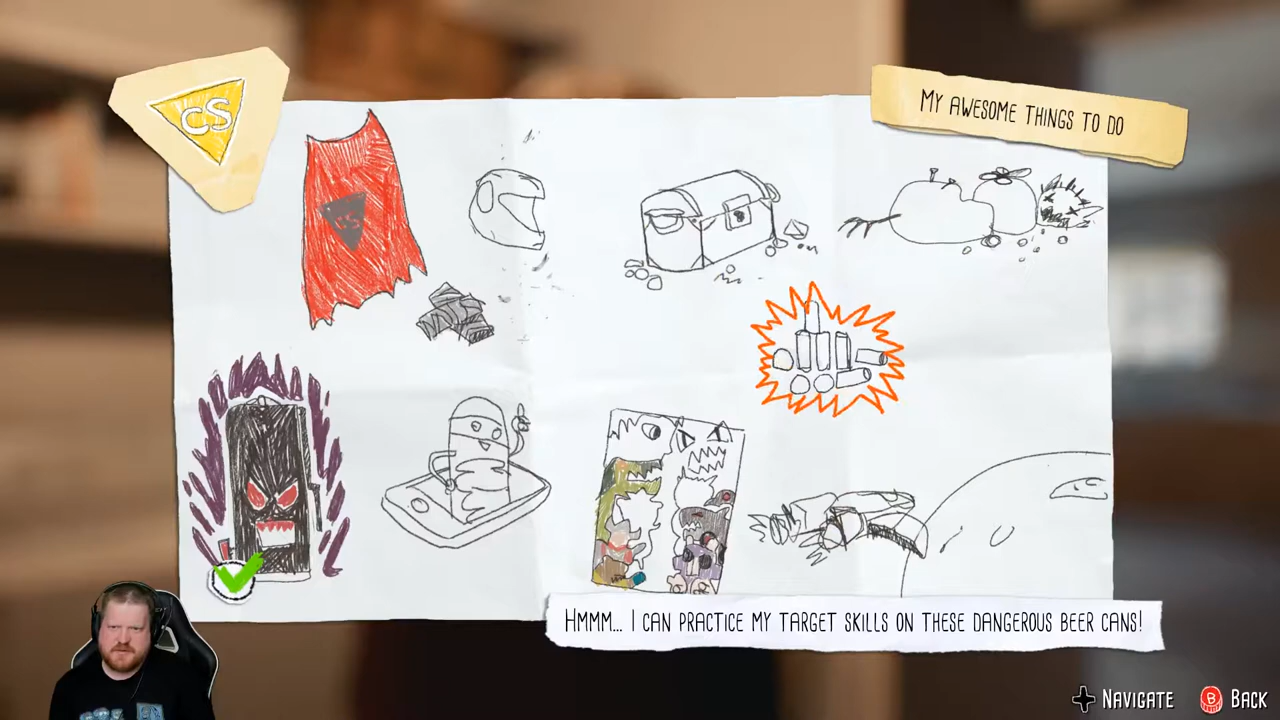 CS
MY AWESOME THINGS TO DO
CS
HMMM... I CAN PRACTICE MY TARGET SKILLS ON THESE DANGEROUS BEER CANS!
NAVIGATE
B BACK